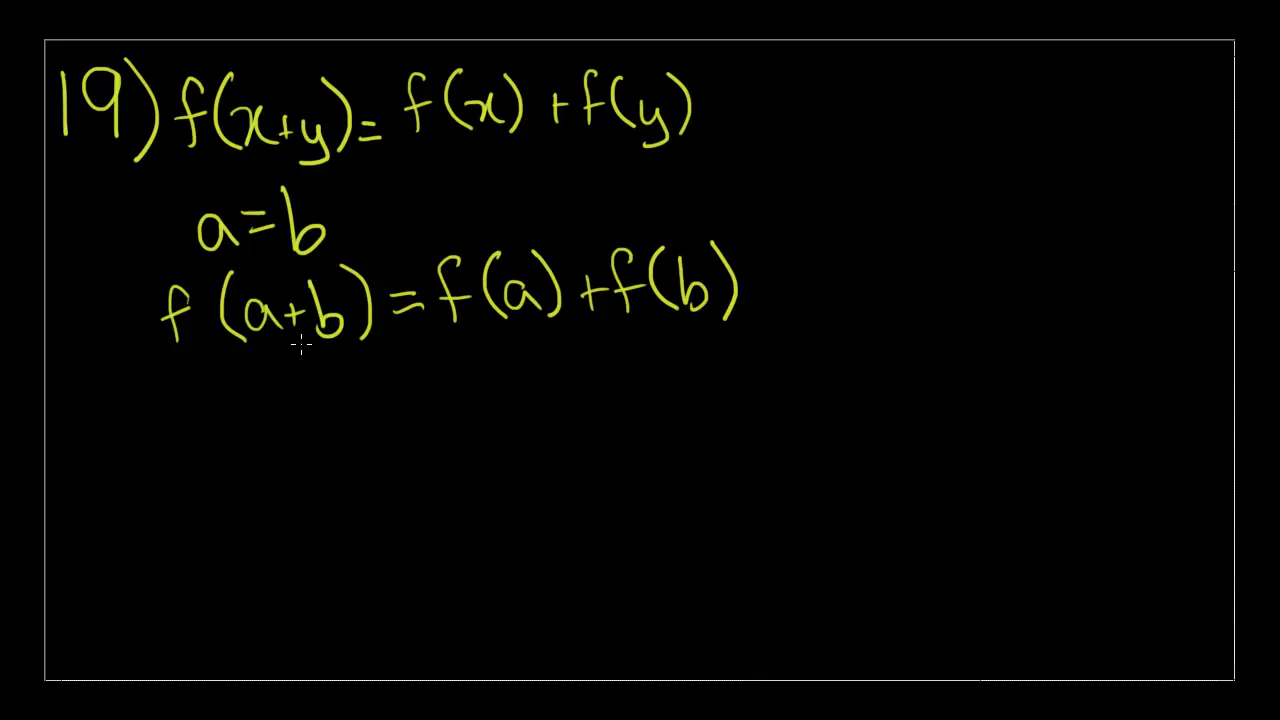 19) f(x+y)= f(x) + f(y)
a=b
f(a+b) = f(a) + f(b)